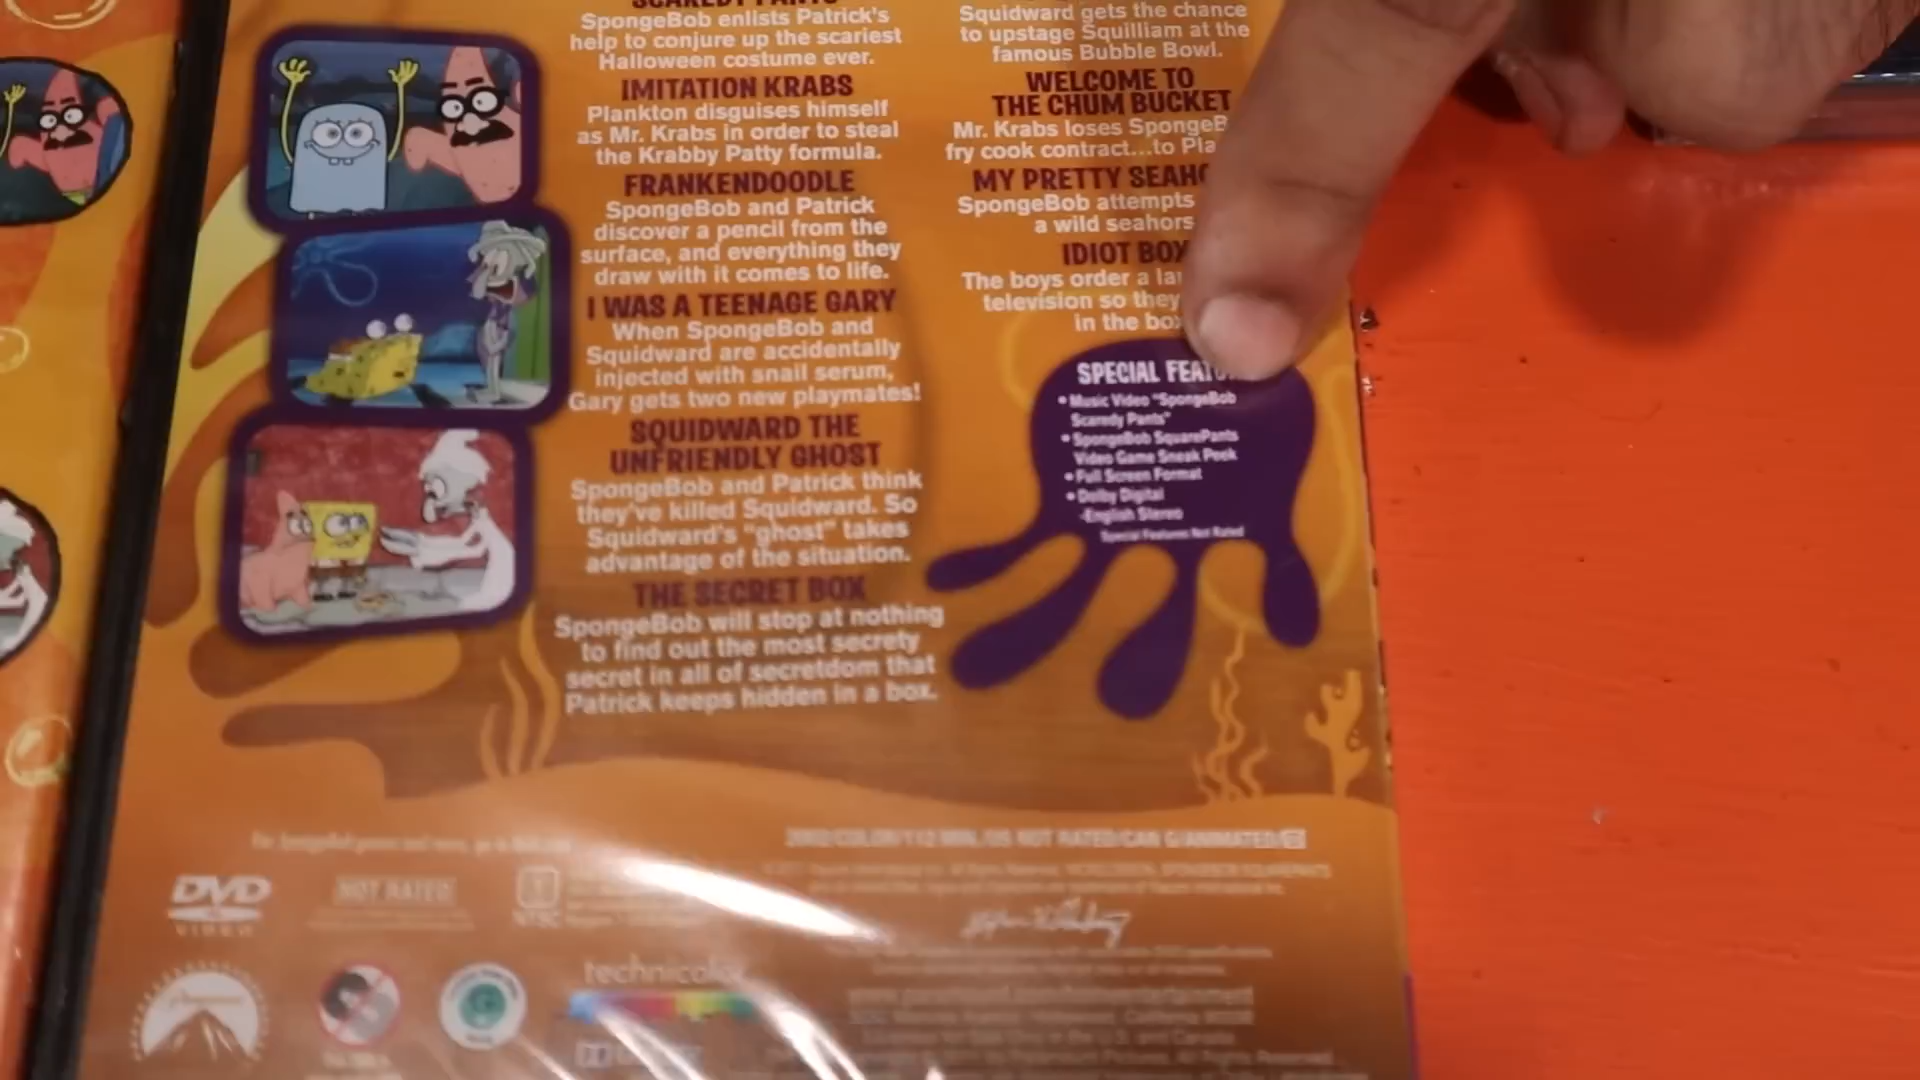 SCAREDY PANTS
SpongeBob enlists Patrick's
help to conjure up the scariest
Halloween costume ever.
IMITATION KRABS
Plankton disguises himself
as Mr. Krabs in order to steal
the Krabby Patty formula.
FRANKENDOODLE
SpongeBob and Patrick
discover a pencil from the
surface, and everything they
draw with it comes to life.
I WAS A TEENAGE GARY
When SpongeBob and
Squidward are accidentally
injected with snail serum,
Gary gets two new playmates!
SQUIDWARD THE
UNFRIENDLY GHOST
SpongeBob and Patrick think
they've killed Squidward. So
Squidward's "ghost" takes
advantage of the situation.
THE SECRET BOX
SpongeBob will stop at nothing
to find out the most secrety
secret in all of secretdom that
Patrick keeps hidden in a box.
Squidward gets the chance
to upstage Squilliam at the
famous Bubble Bowl.
WELCOME TO
THE CHUM BUCKET
Mr. Krabs loses SpongeB
fry cook contract...to Pla
MY PRETTY SEAHO
SpongeBob attempts
a wild seahors
IDIOT BOX
The boys order a lar
television so they
in the box
SPECIAL FEATU
• Music Video "SpongeBob
Scaredy Pants"
• SpongeBob SquarePants
Video Game Sneak Peek
• Full Screen Format
• Dolby Digital
-English Stereo
Special Features Not Rated
DVD
VIDEO
NOT RATED
NTSC
technicolor